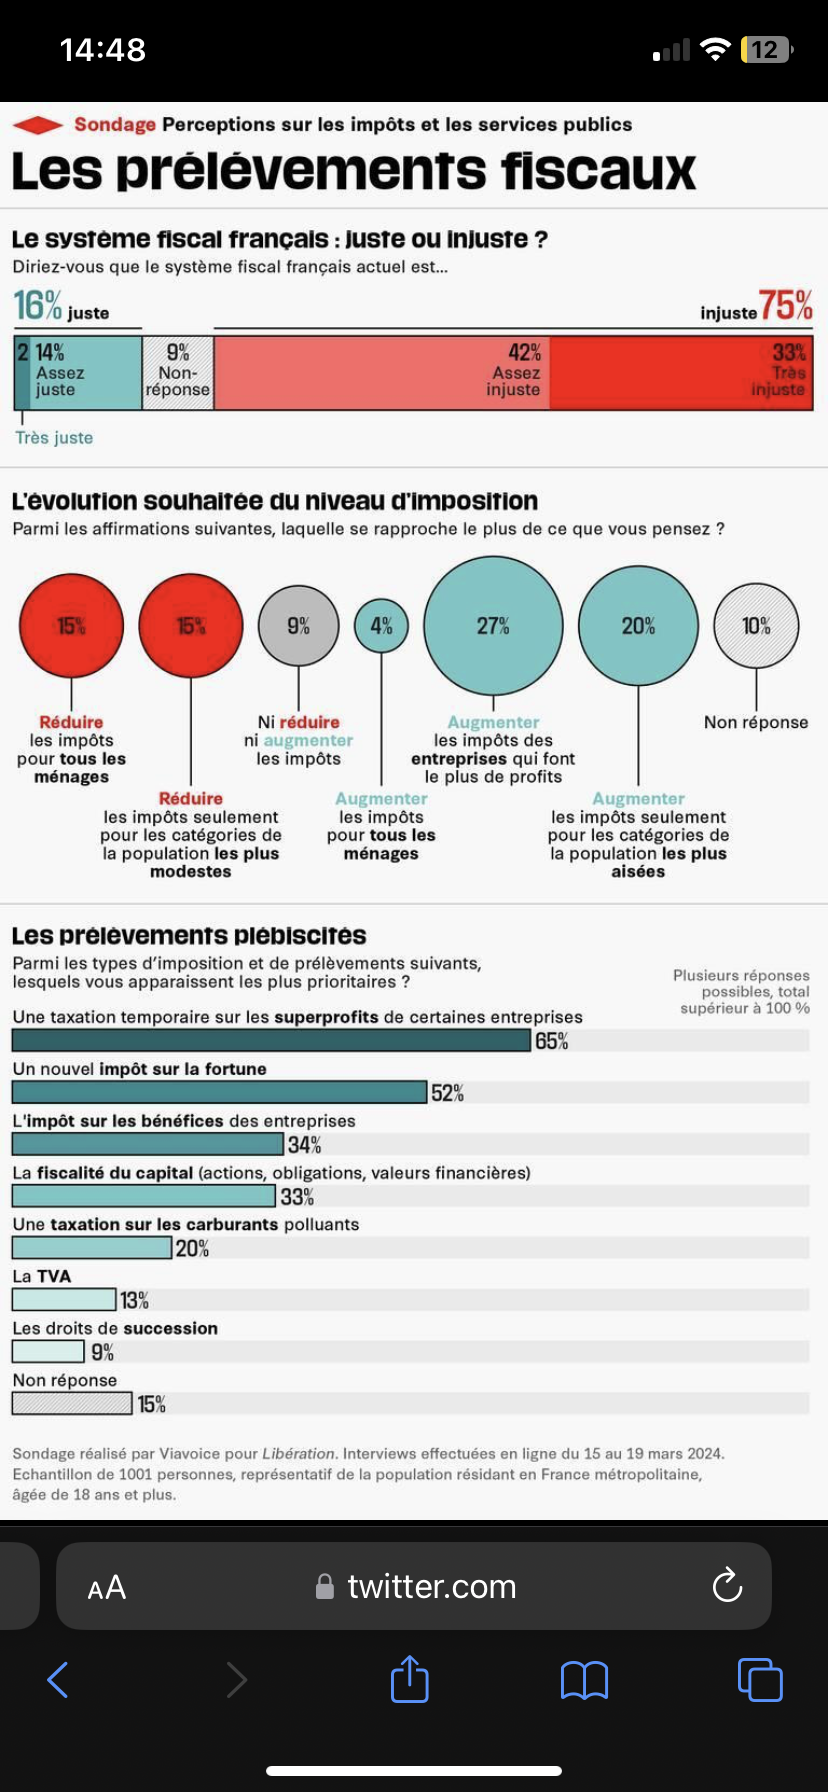 14:48
12
Sondage Perceptions sur les impôts et les services publics
Les prélèvements fiscaux
Le système fiscal français : juste ou injuste ?
Diriez-vous que le système fiscal français actuel est...
16% juste
injuste 75%
2 14% 9% 42% 33%
Assez Non- Assez Très
juste réponse injuste injuste
Très juste
L'évolution souhaitée du niveau d'imposition
Parmi les affirmations suivantes, laquelle se rapproche le plus de ce que vous pensez ?
15% 15% 9% 4% 27% 20% 10%
Réduire
les impôts
pour tous les
ménages
Réduire
les impôts seulement
pour les catégories de
la population les plus
modestes
Ni réduire
ni augmenter
les impôts
Augmenter
les impôts
pour tous les
ménages
Augmenter
les impôts des
entreprises qui font
le plus de profits
Augmenter
les impôts seulement
pour les catégories de
la population les plus
aisées
Non réponse
Les prélèvements plébiscités
Parmi les types d'imposition et de prélèvements suivants,
lesquels vous apparaissent les plus prioritaires ?
Plusieurs réponses
possibles, total
supérieur à 100 %
Une taxation temporaire sur les superprofits de certaines entreprises
65%
Un nouvel impôt sur la fortune
52%
L'impôt sur les bénéfices des entreprises
34%
La fiscalité du capital (actions, obligations, valeurs financières)
33%
Une taxation sur les carburants polluants
20%
La TVA
13%
Les droits de succession
9%
Non réponse
15%
Sondage réalisé par Viavoice pour Libération. Interviews effectuées en ligne du 15 au 19 mars 2024.
Echantillon de 1001 personnes, représentatif de la population résidant en France métropolitaine,
âgée de 18 ans et plus.
AA
twitter.com